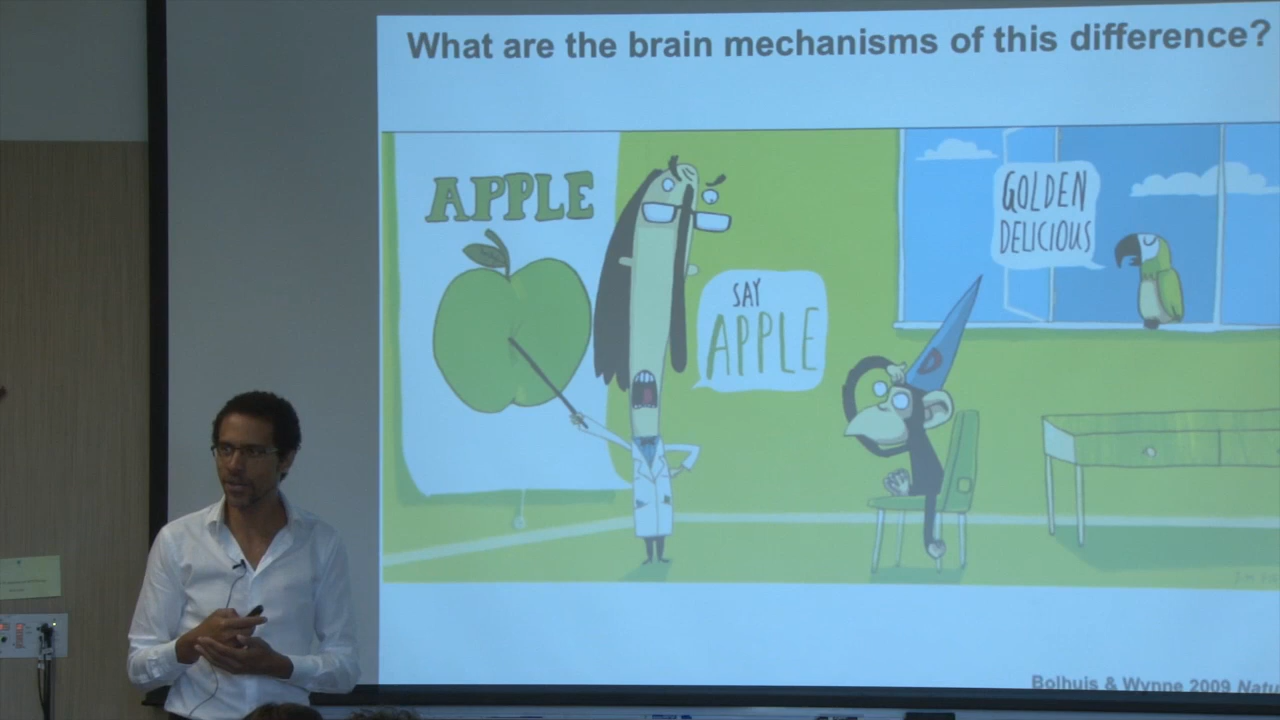 What are the brain mechanisms of this difference?
APPLE
SAY
APPLE
GOLDEN
DELICIOUS
D
Bolhuis & Wynne 2009